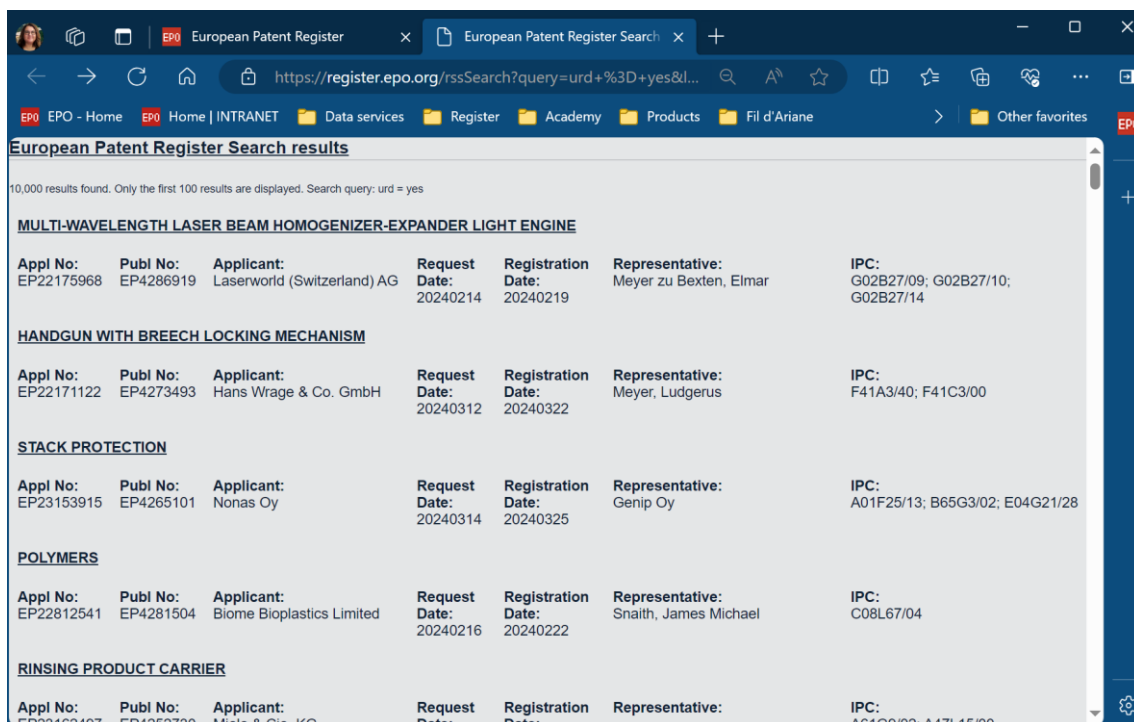 EPO European Patent Register
European Patent Register Search
https://register.epo.org/rssSearch?query=urd+%3D+yes&l...
EPO EPO - Home EPO Home | INTRANET Data services Register Academy Products Fil d'Ariane Other favorites
European Patent Register Search results
10,000 results found. Only the first 100 results are displayed. Search query: urd = yes
MULTI-WAVELENGTH LASER BEAM HOMOGENIZER-EXPANDER LIGHT ENGINE
Appl No: Publ No: Applicant: Request Registration Representative: IPC:
EP22175968 EP4286919 Laserworld (Switzerland) AG Date: Date: Meyer zu Bexten, Elmar G02B27/09; G02B27/10;
20240214 20240219 G02B27/14
HANDGUN WITH BREECH LOCKING MECHANISM
Appl No: Publ No: Applicant: Request Registration Representative: IPC:
EP22171122 EP4273493 Hans Wrage & Co. GmbH Date: Date: Meyer, Ludgerus F41A3/40; F41C3/00
20240312 20240322
STACK PROTECTION
Appl No: Publ No: Applicant: Request Registration Representative: IPC:
EP23153915 EP4265101 Nonas Oy Date: Date: Genip Oy A01F25/13; B65G3/02; E04G21/28
20240314 20240325
POLYMERS
Appl No: Publ No: Applicant: Request Registration Representative: IPC:
EP22812541 EP4281504 Biome Bioplastics Limited Date: Date: Snaith, James Michael C08L67/04
20240216 20240222
RINSING PRODUCT CARRIER
Appl No: Publ No: Applicant: Request Registration Representative: IPC: